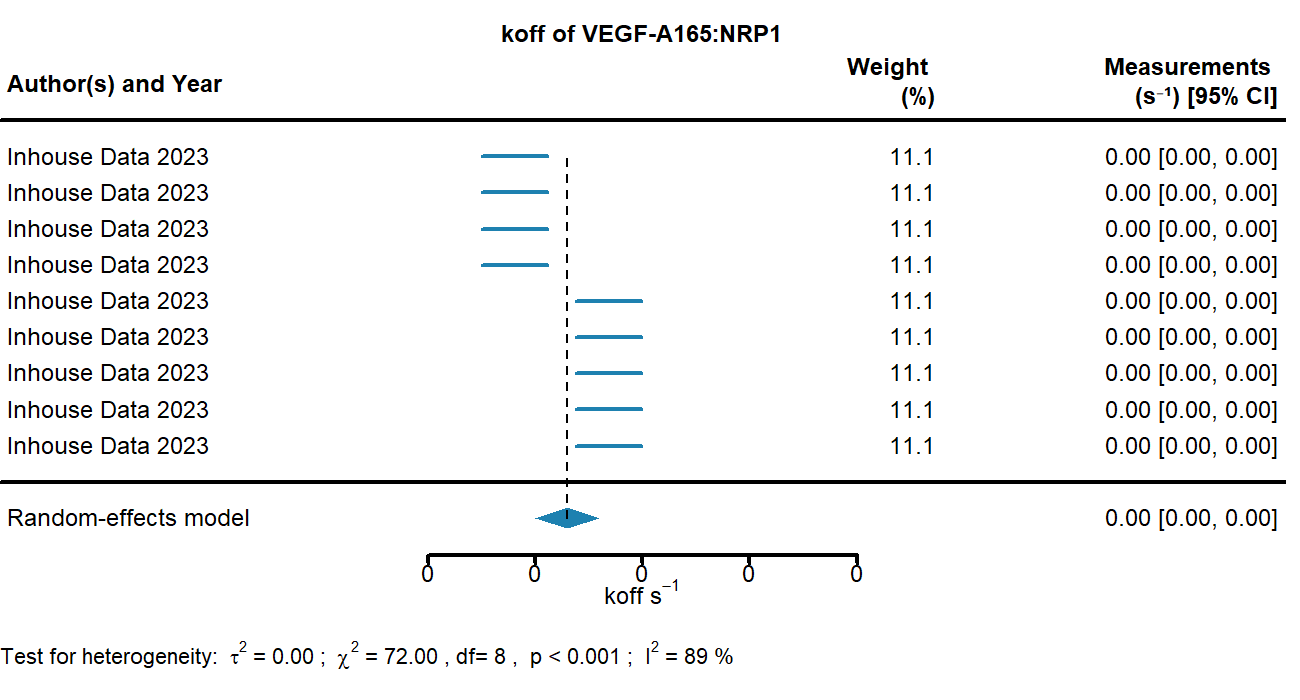 koff of VEGF-A165:NRP1
Author(s) and Year Weight (%) Measurements (s⁻¹) [95% CI]
Inhouse Data 2023 11.1 0.00 [0.00, 0.00]
Inhouse Data 2023 11.1 0.00 [0.00, 0.00]
Inhouse Data 2023 11.1 0.00 [0.00, 0.00]
Inhouse Data 2023 11.1 0.00 [0.00, 0.00]
Inhouse Data 2023 11.1 0.00 [0.00, 0.00]
Inhouse Data 2023 11.1 0.00 [0.00, 0.00]
Inhouse Data 2023 11.1 0.00 [0.00, 0.00]
Inhouse Data 2023 11.1 0.00 [0.00, 0.00]
Inhouse Data 2023 11.1 0.00 [0.00, 0.00]
Random-effects model 0.00 [0.00, 0.00]
0 0 0 0 0
koff s⁻¹
Test for heterogeneity: τ² = 0.00 ; χ² = 72.00 , df= 8 , p < 0.001 ; I² = 89 %